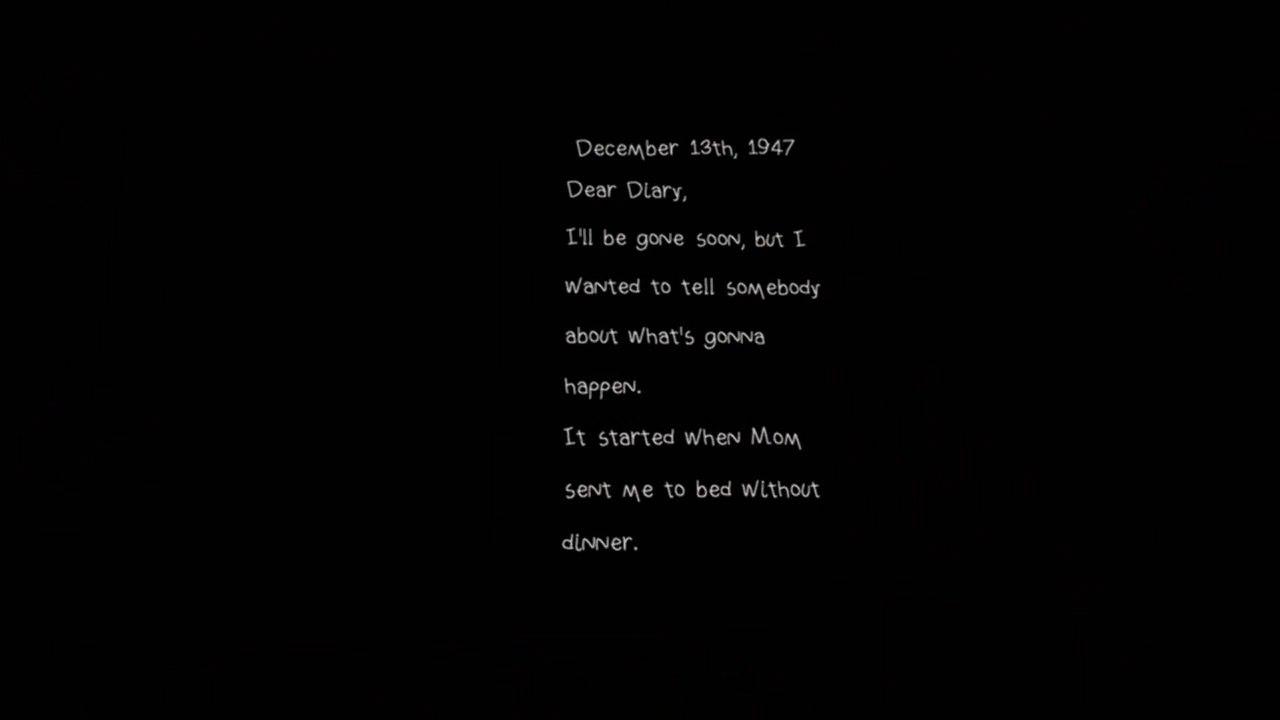 December 13th, 1947
Dear Diary,
I'll be gone soon, but I
wanted to tell somebody
about what's gonna
happen.
It started when Mom
sent me to bed without
dinner.